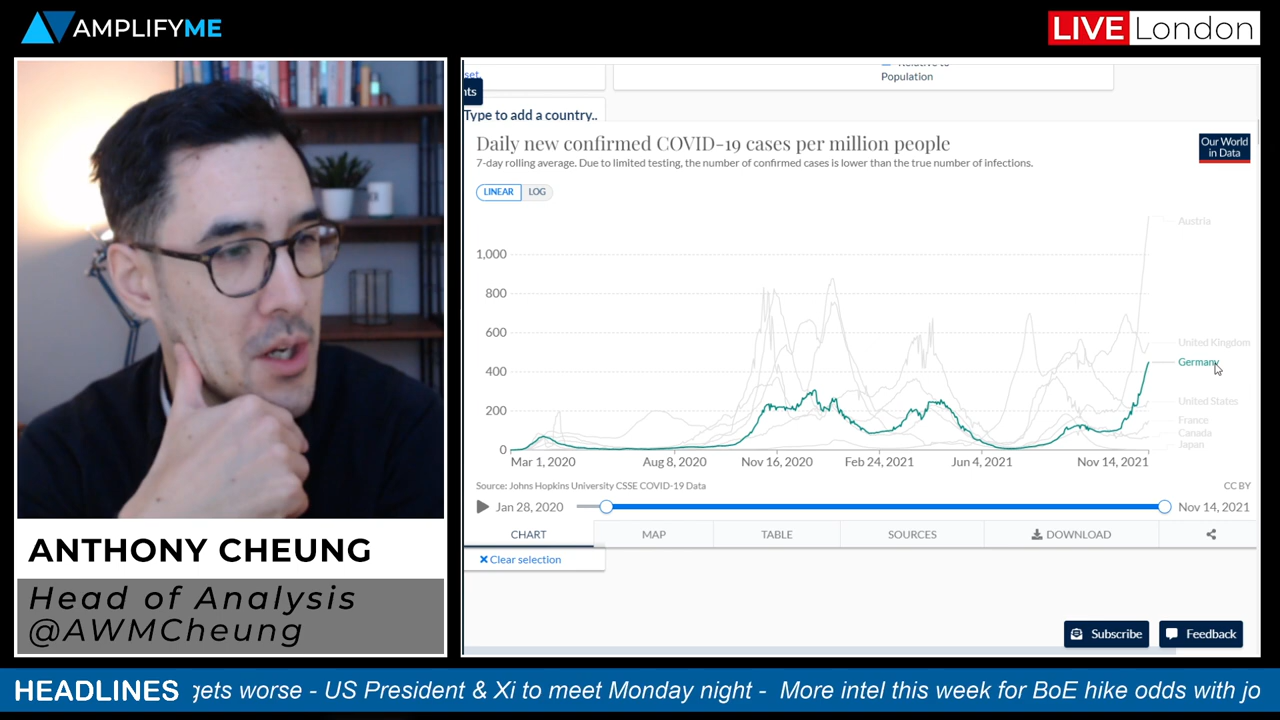 AMPLIFYME
LIVE London
set
nts
Relative to
Population
Type to add a country..
Daily new confirmed COVID-19 cases per million people
7-day rolling average. Due to limited testing, the number of confirmed cases is lower than the true number of infections.
Our World
in Data
LINEAR LOG
Austria
1,000
800
600
United Kingdom
Germany
400
United States
200
France
Canada
Japan
0
Mar 1, 2020 Aug 8, 2020 Nov 16, 2020 Feb 24, 2021 Jun 4, 2021 Nov 14, 2021
Source: Johns Hopkins University CSSE COVID-19 Data CC BY
Jan 28, 2020 Nov 14, 2021
CHART MAP TABLE SOURCES DOWNLOAD
Clear selection
Subscribe Feedback
ANTHONY CHEUNG
Head of Analysis
@AWMCheung
HEADLINES gets worse - US President & Xi to meet Monday night - More intel this week for BoE hike odds with jo